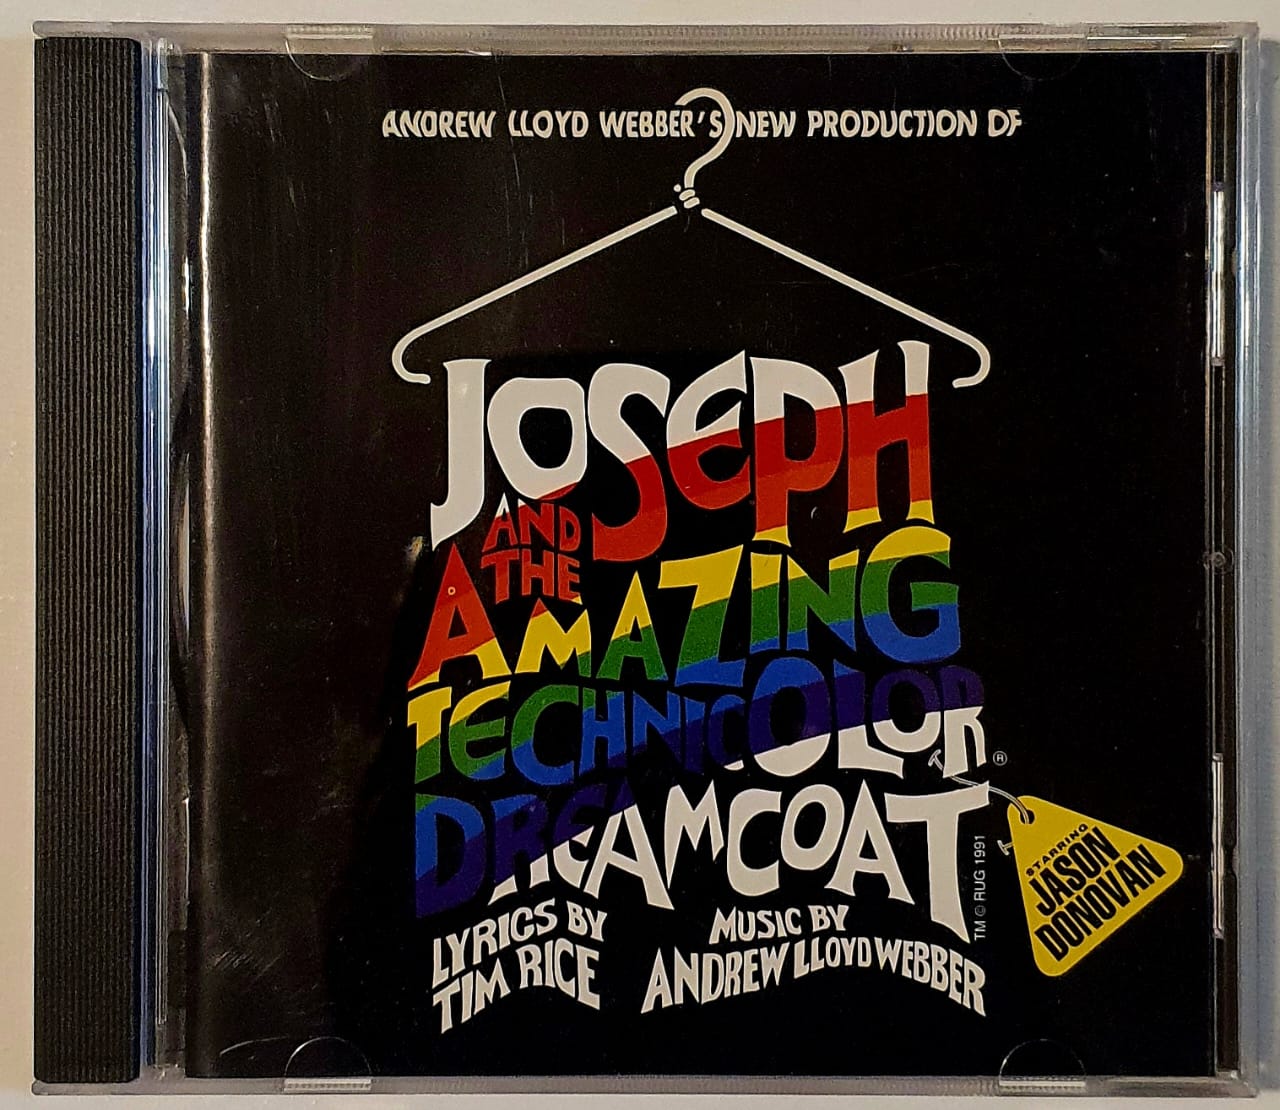 ANDREW LLOYD WEBBER'S NEW PRODUCTION OF
JOSEPH
AND
THE
AMAZING
TECHNICOLOR
DREAMCOAT
®
LYRICS BY
TIM RICE
MUSIC BY
ANDREW LLOYD WEBBER
TM © RUG 1991
STARRING
JASON
DONOVAN